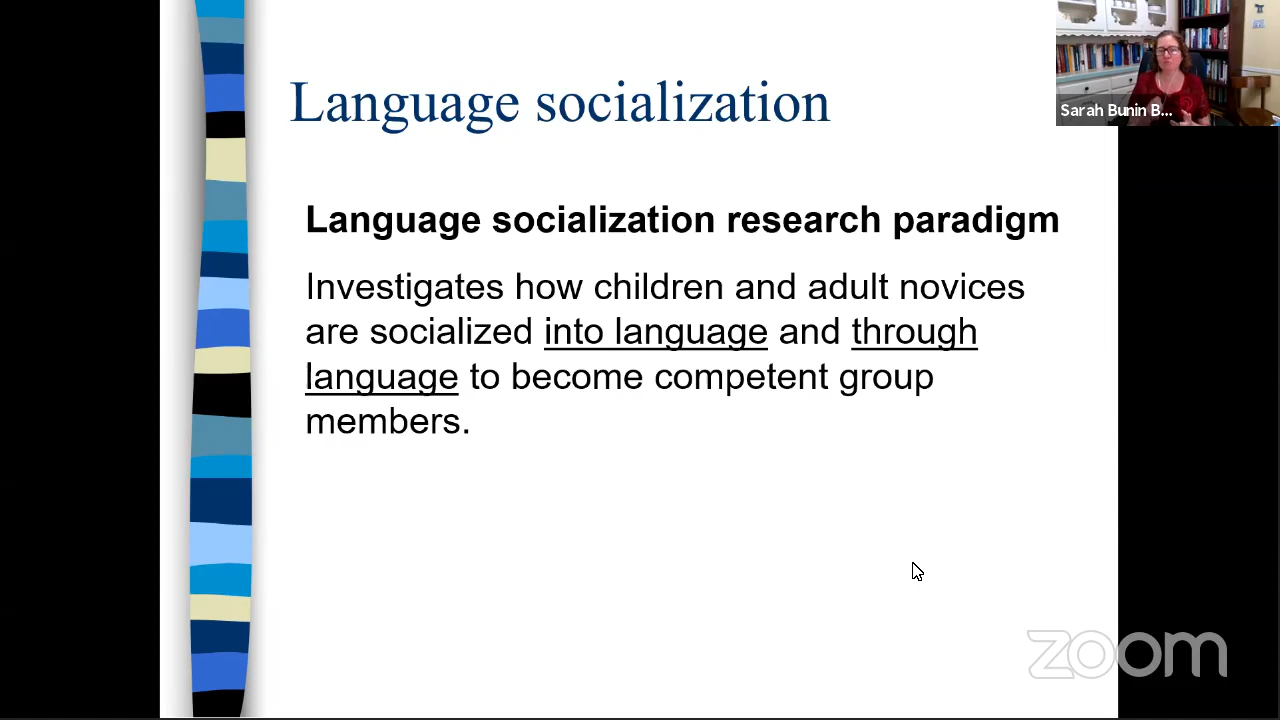 Language socialization
Sarah Bunin B...
Language socialization research paradigm
Investigates how children and adult novices
are socialized into language and through
language to become competent group
members.
zoom